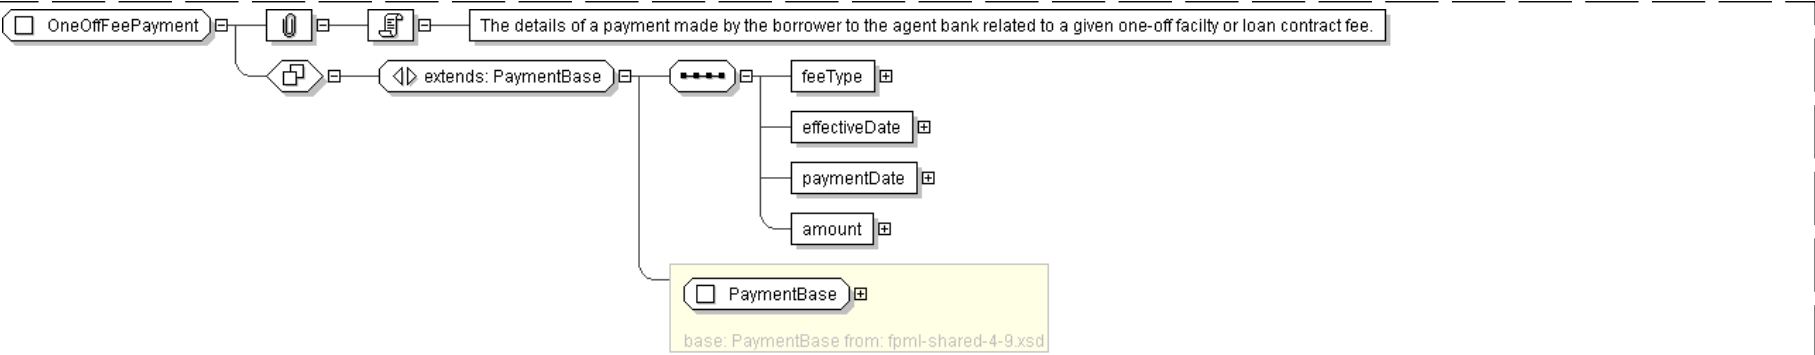 OneOffFeePayment
The details of a payment made by the borrower to the agent bank related to a given one-off facilty or loan contract fee.
extends: PaymentBase
feeType
effectiveDate
paymentDate
amount
PaymentBase
base: PaymentBase from: fpml-shared-4-9.xsd